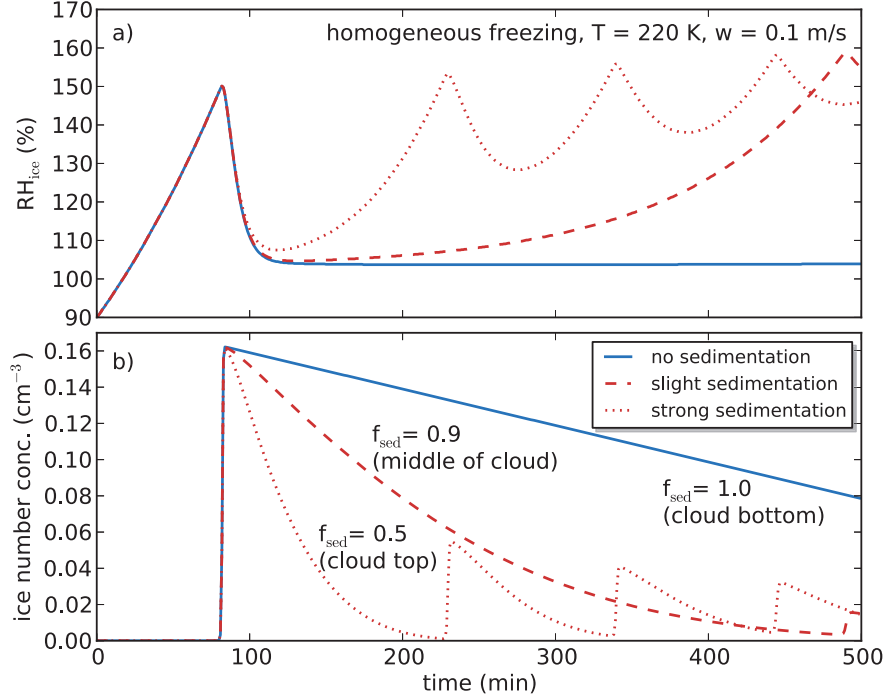 170
160
150
140
130
120
110
100
90
RH_ice (%)
a)
homogeneous freezing, T = 220 K, w = 0.1 m/s
0.16
0.14
0.12
0.10
0.08
0.06
0.04
0.02
0.00
ice number conc. (cm⁻³)
b)
no sedimentation
slight sedimentation
strong sedimentation
f_sed= 0.9
(middle of cloud)
f_sed= 1.0
(cloud bottom)
f_sed= 0.5
(cloud top)
0 100 200 300 400 500
time (min)